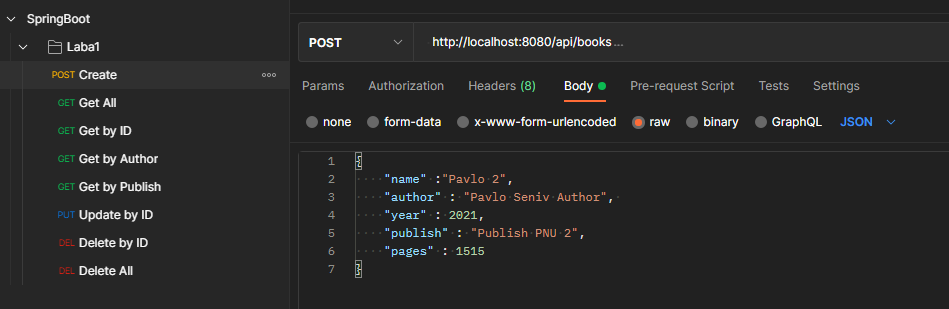 SpringBoot
Laba1
POST Create
GET Get All
GET Get by ID
GET Get by Author
GET Get by Publish
PUT Update by ID
DEL Delete by ID
DEL Delete All
POST http://localhost:8080/api/books ...
Params Authorization Headers (8) Body Pre-request Script Tests Settings
none form-data x-www-form-urlencoded raw binary GraphQL JSON
1 {
2 "name" :"Pavlo 2",
3 "author" : "Pavlo Seniv Author",
4 "year" : 2021,
5 "publish" : "Publish PNU 2",
6 "pages" : 1515
7 }